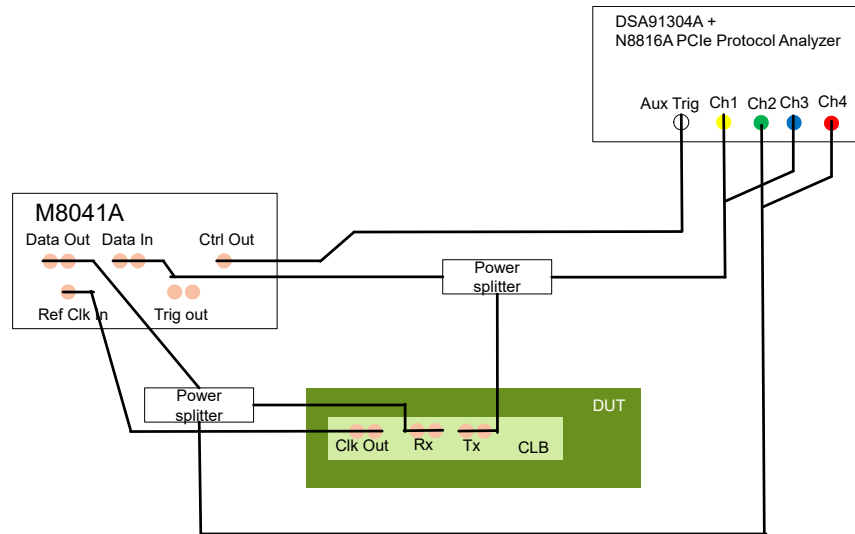 DSA91304A +
N8816A PCIe Protocol Analyzer
Aux Trig Ch1 Ch2 Ch3 Ch4
M8041A
Data Out Data In Ctrl Out
Ref Clk In Trig out
Power
splitter
Power
splitter
DUT
Clk Out Rx Tx CLB